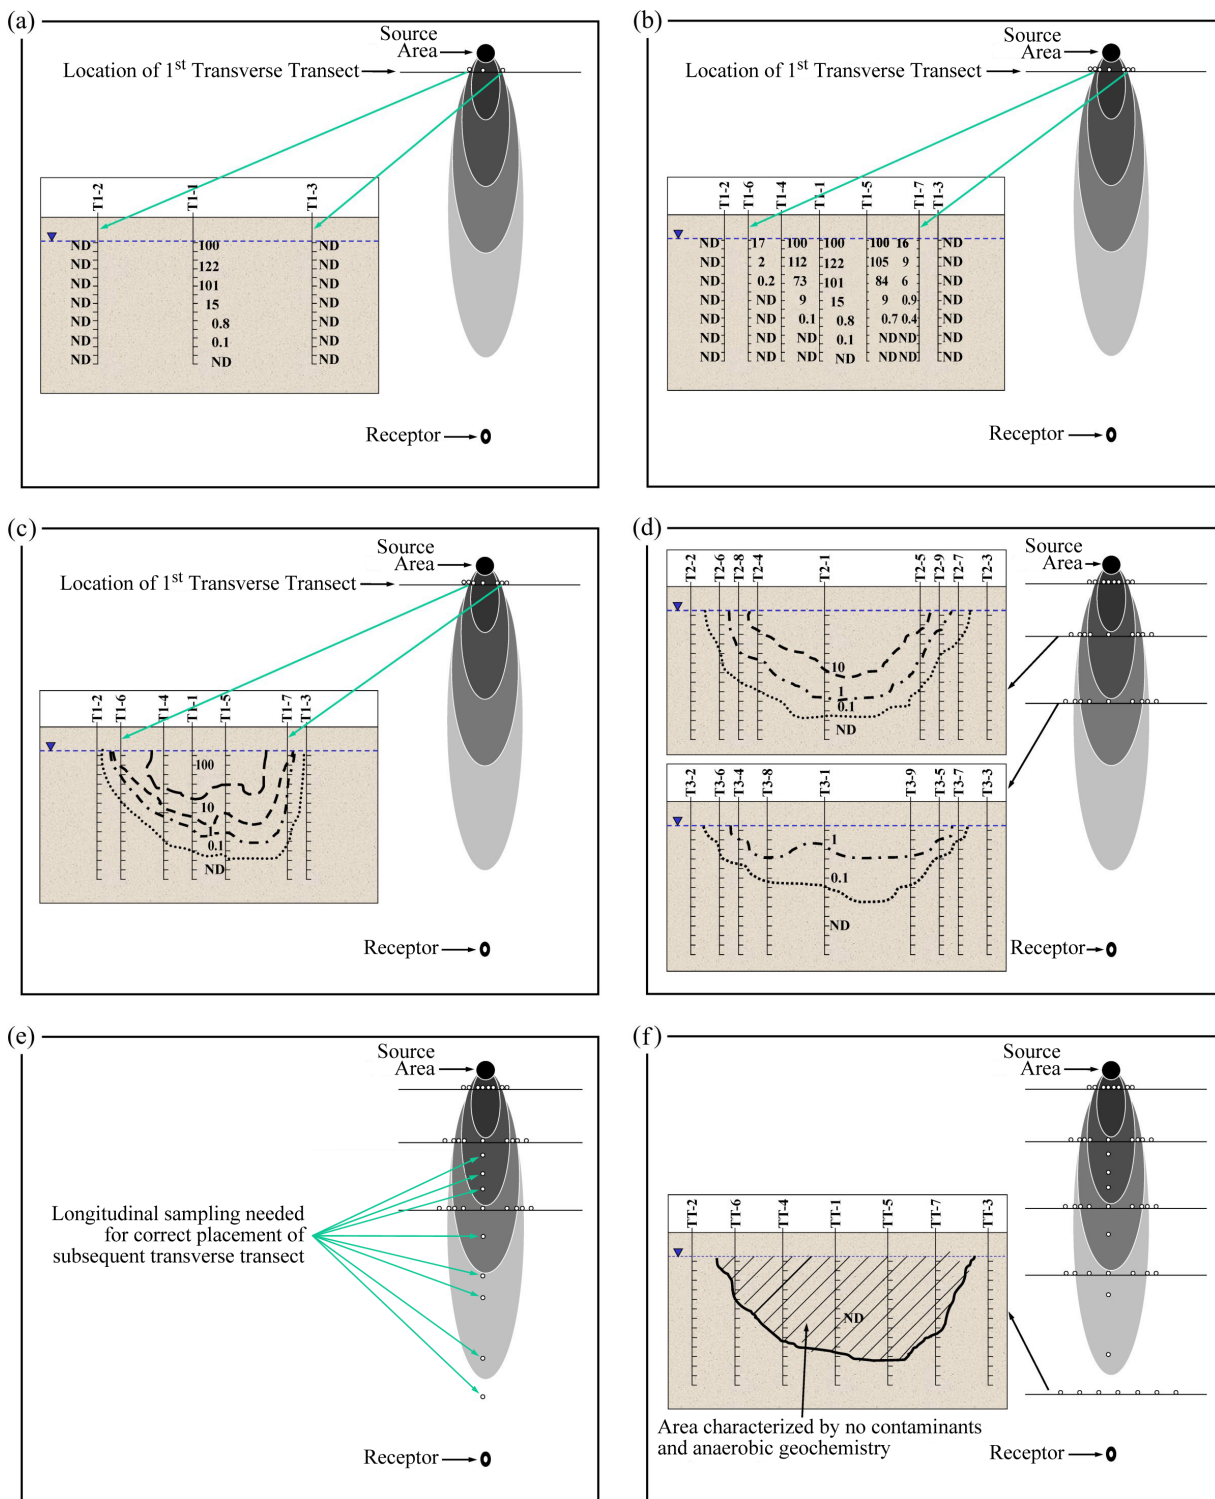 (a)
Source
Area
Location of 1st Transverse Transect
T1-2 T1-1 T1-3
ND 100 ND
ND 122 ND
ND 101 ND
ND 15 ND
ND 0.8 ND
ND 0.1 ND
ND ND ND
Receptor
(b)
Source
Area
Location of 1st Transverse Transect
T1-2 T1-6 T1-4 T1-1 T1-5 T1-7 T1-3
ND 17 100 100 100 16 ND
ND 2 112 122 105 9 ND
ND 0.2 73 101 84 6 ND
ND ND 9 15 9 0.9 ND
ND 0.1 0.8 0.7 0.4 ND
ND ND 0.1 ND ND ND
ND ND ND ND ND ND
Receptor
(c)
Source
Area
Location of 1st Transverse Transect
T1-2 T1-6 T1-4 T1-1 T1-5 T1-7 T1-3
100
10
1
0.1
ND
Receptor
(d)
Source
Area
T2-2 T2-6 T2-8 T2-4 T2-1 T2-5 T2-9 T2-7 T2-3
10
1
0.1
ND
T3-2 T3-6 T3-4 T3-8 T3-1 T3-9 T3-5 T3-7 T3-3
1
0.1
ND
Receptor
(e)
Source
Area
Longitudinal sampling needed
for correct placement of
subsequent transverse transect
Receptor
(f)
Source
Area
TT-2 TT-6 TT-4 TT-1 TT-5 TT-7 TT-3
ND
Area characterized by no contaminants
and anaerobic geochemistry
Receptor